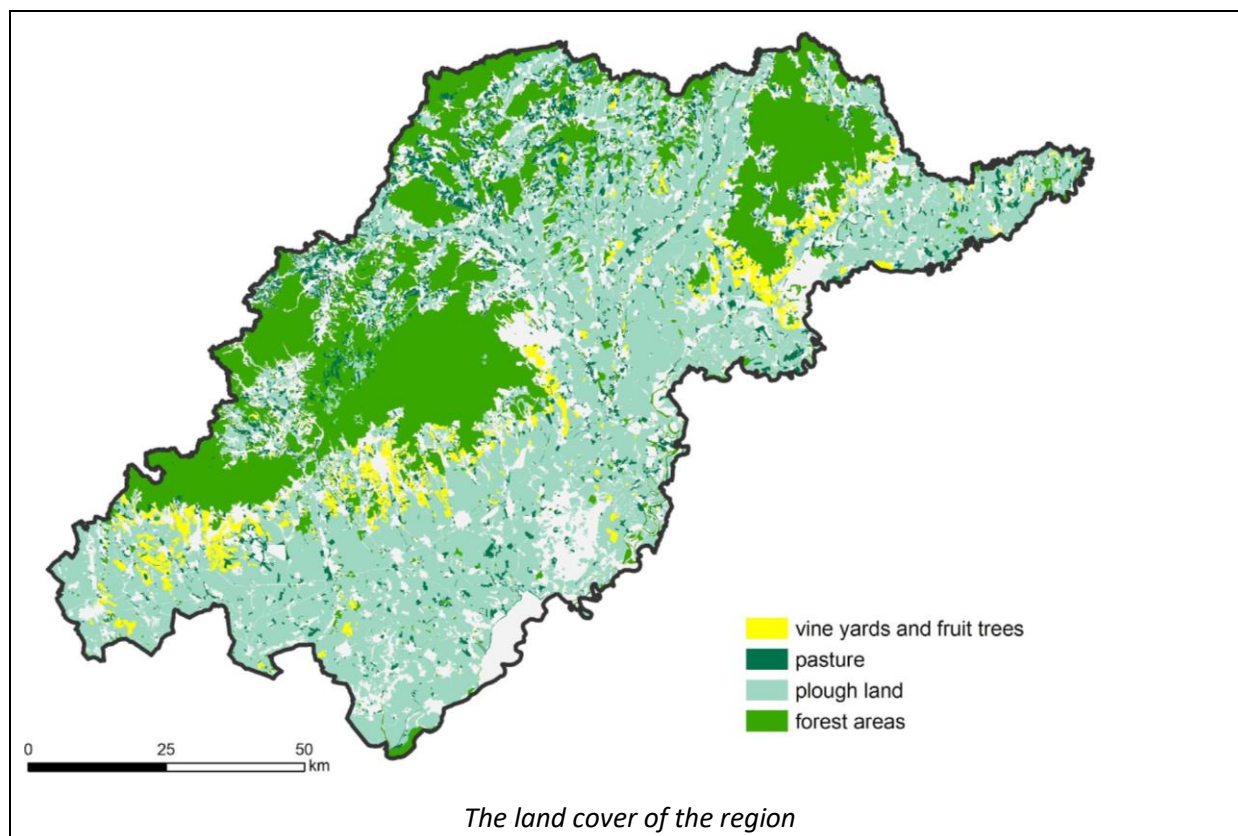 vine yards and fruit trees
pasture
plough land
forest areas
0 25 50
km
The land cover of the region